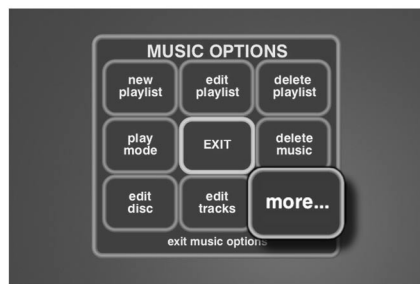 MUSIC OPTIONS
new
playlist
edit
playlist
delete
playlist
play
mode
EXIT
delete
music
edit
disc
edit
tracks
more...
exit music options